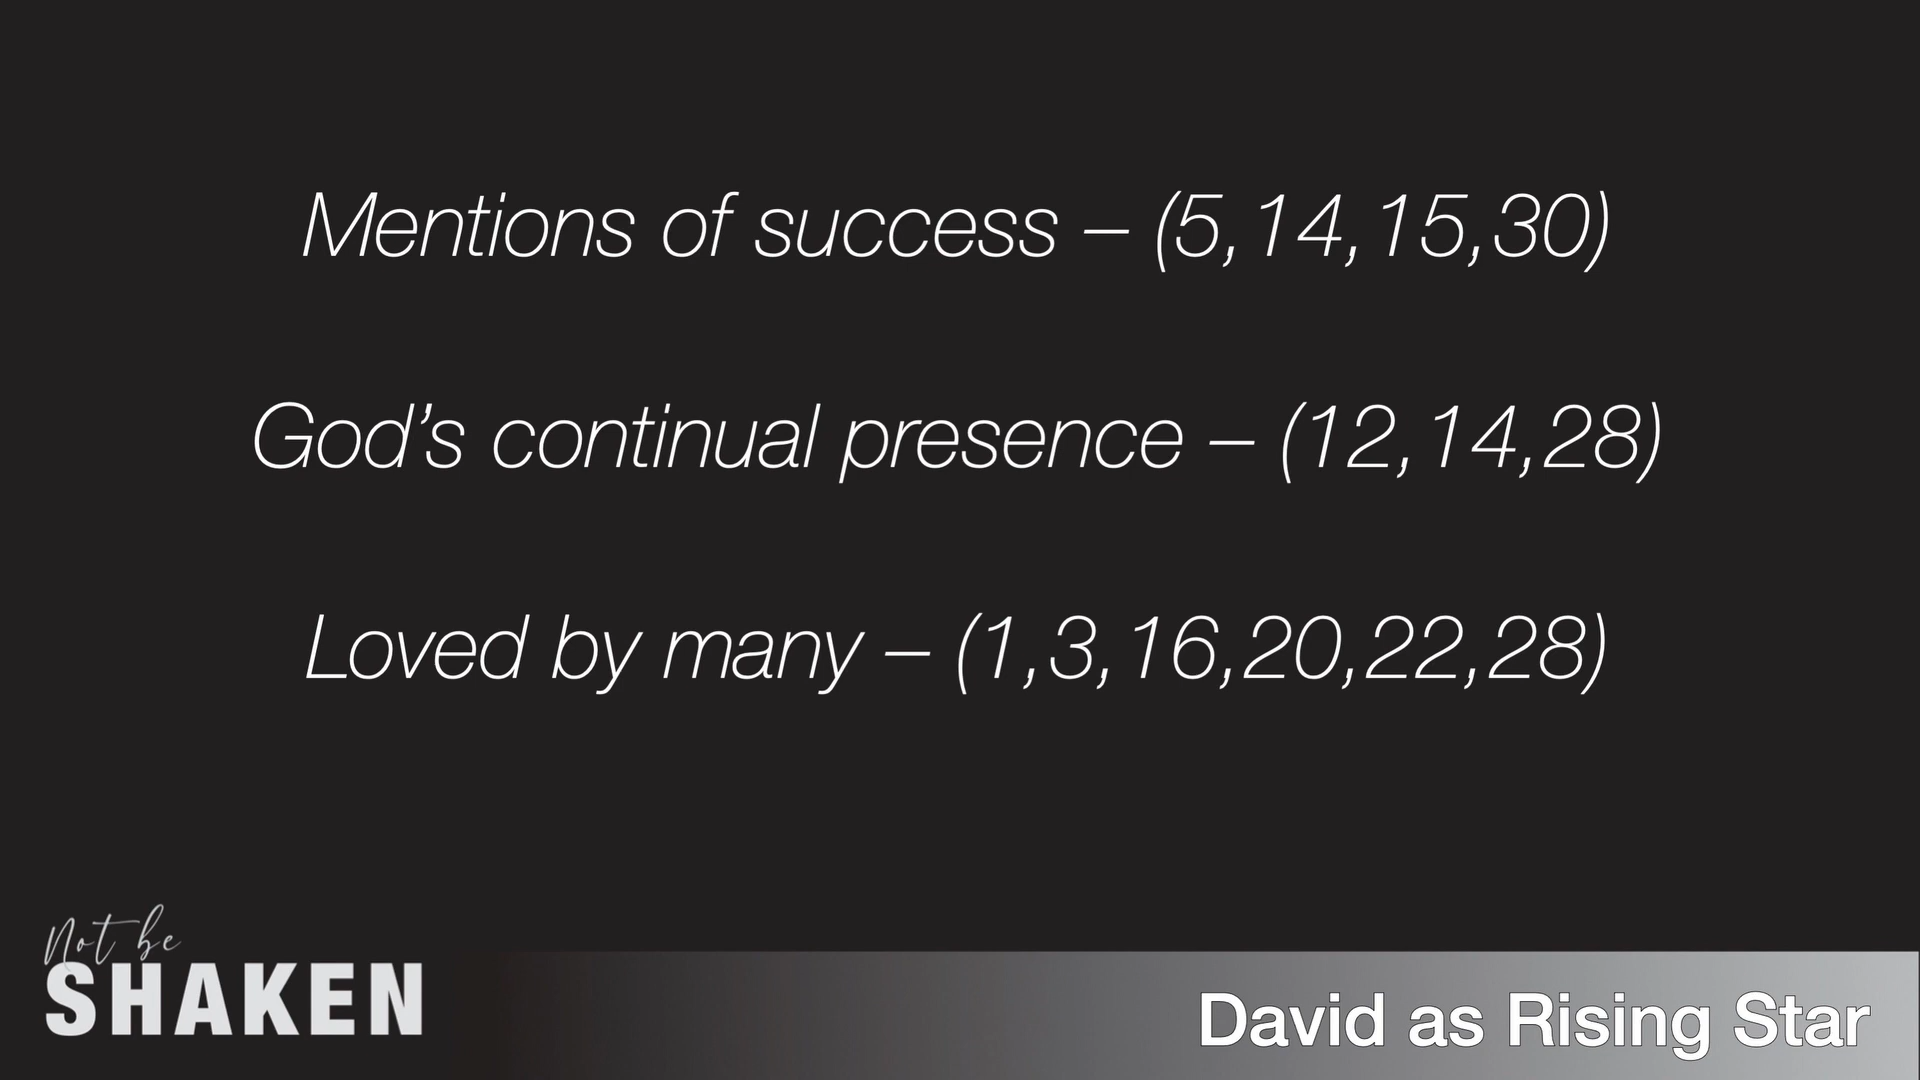 Mentions of success – (5,14,15,30)
God’s continual presence – (12,14,28)
Loved by many – (1,3,16,20,22,28)
Not be
SHAKEN
David as Rising Star